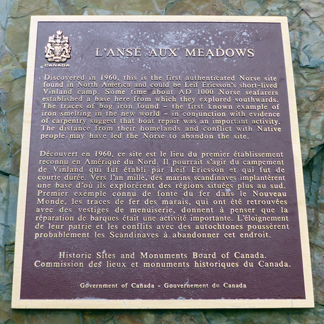 CANADA
L'ANSE AUX MEADOWS
Discovered in 1960, this is the first authenticated Norse site
found in North America and could be Leif Ericsson's short-lived
Vinland camp. Some time about AD 1000 Norse seafarers
established a base here from which they explored southwards.
The traces of bog iron found - the first known example of
iron smelting in the new world - in conjunction with evidence
of carpentry suggest that boat repair was an important activity.
The distance from their homelands and conflict with Native
people may have led the Norse to abandon the site.
Découvert en 1960, ce site est le lieu du premier établissement
reconnu en Amérique du Nord. Il pourrait s'agir du campement
de Vinland qui fut établi par Leif Ericsson et qui fut de
courte durée. Vers l'an mille, des marins scandinaves implantèrent
une base d'où ils explorèrent des régions situées plus au sud.
Premier exemple connu de fonte du fer dans le Nouveau
Monde, les traces de fer des marais, qui ont été retrouvées
avec des vestiges de menuiserie, donnent à penser que la
réparation de barques était une activité importante. L'éloignement
de leur patrie et les conflits avec des autochtones poussèrent
probablement les Scandinaves à abandonner cet endroit.
Historic Sites and Monuments Board of Canada.
Commission des lieux et monuments historiques du Canada.
Government of Canada - Gouvernement du Canada